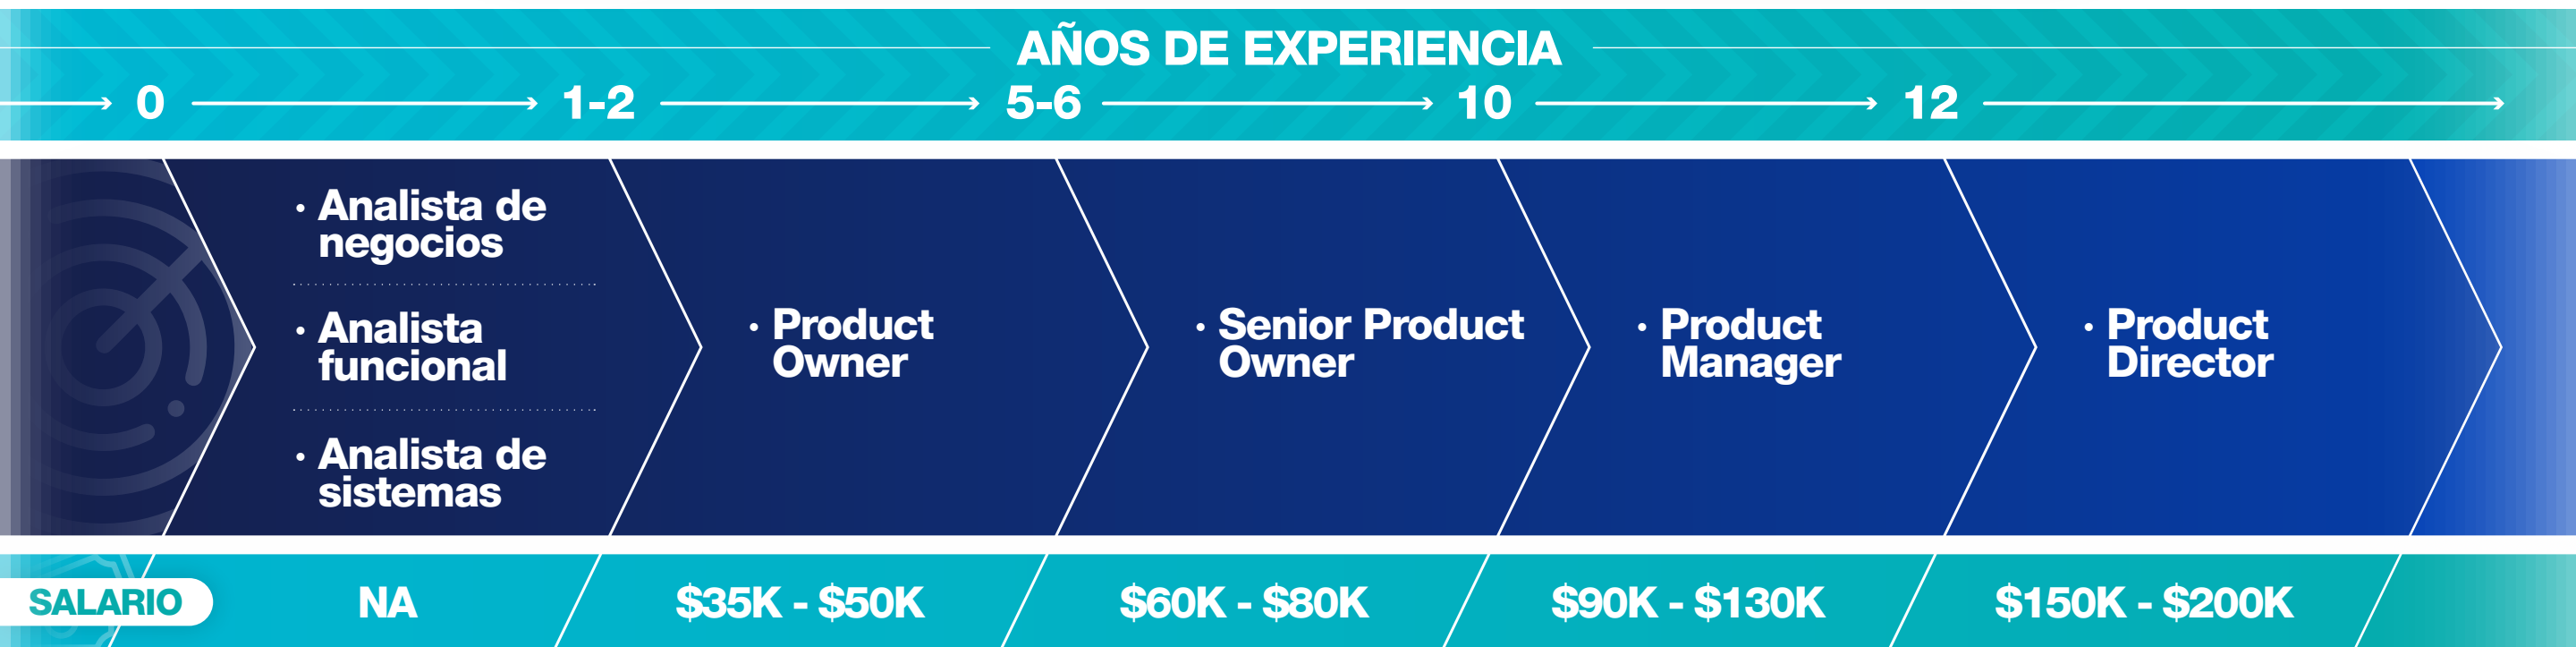 AÑOS DE EXPERIENCIA
0 1-2 5-6 10 12
· Analista de
negocios
· Analista
funcional
· Analista de
sistemas
· Product
Owner
· Senior Product
Owner
· Product
Manager
· Product
Director
SALARIO NA $35K - $50K $60K - $80K $90K - $130K $150K - $200K